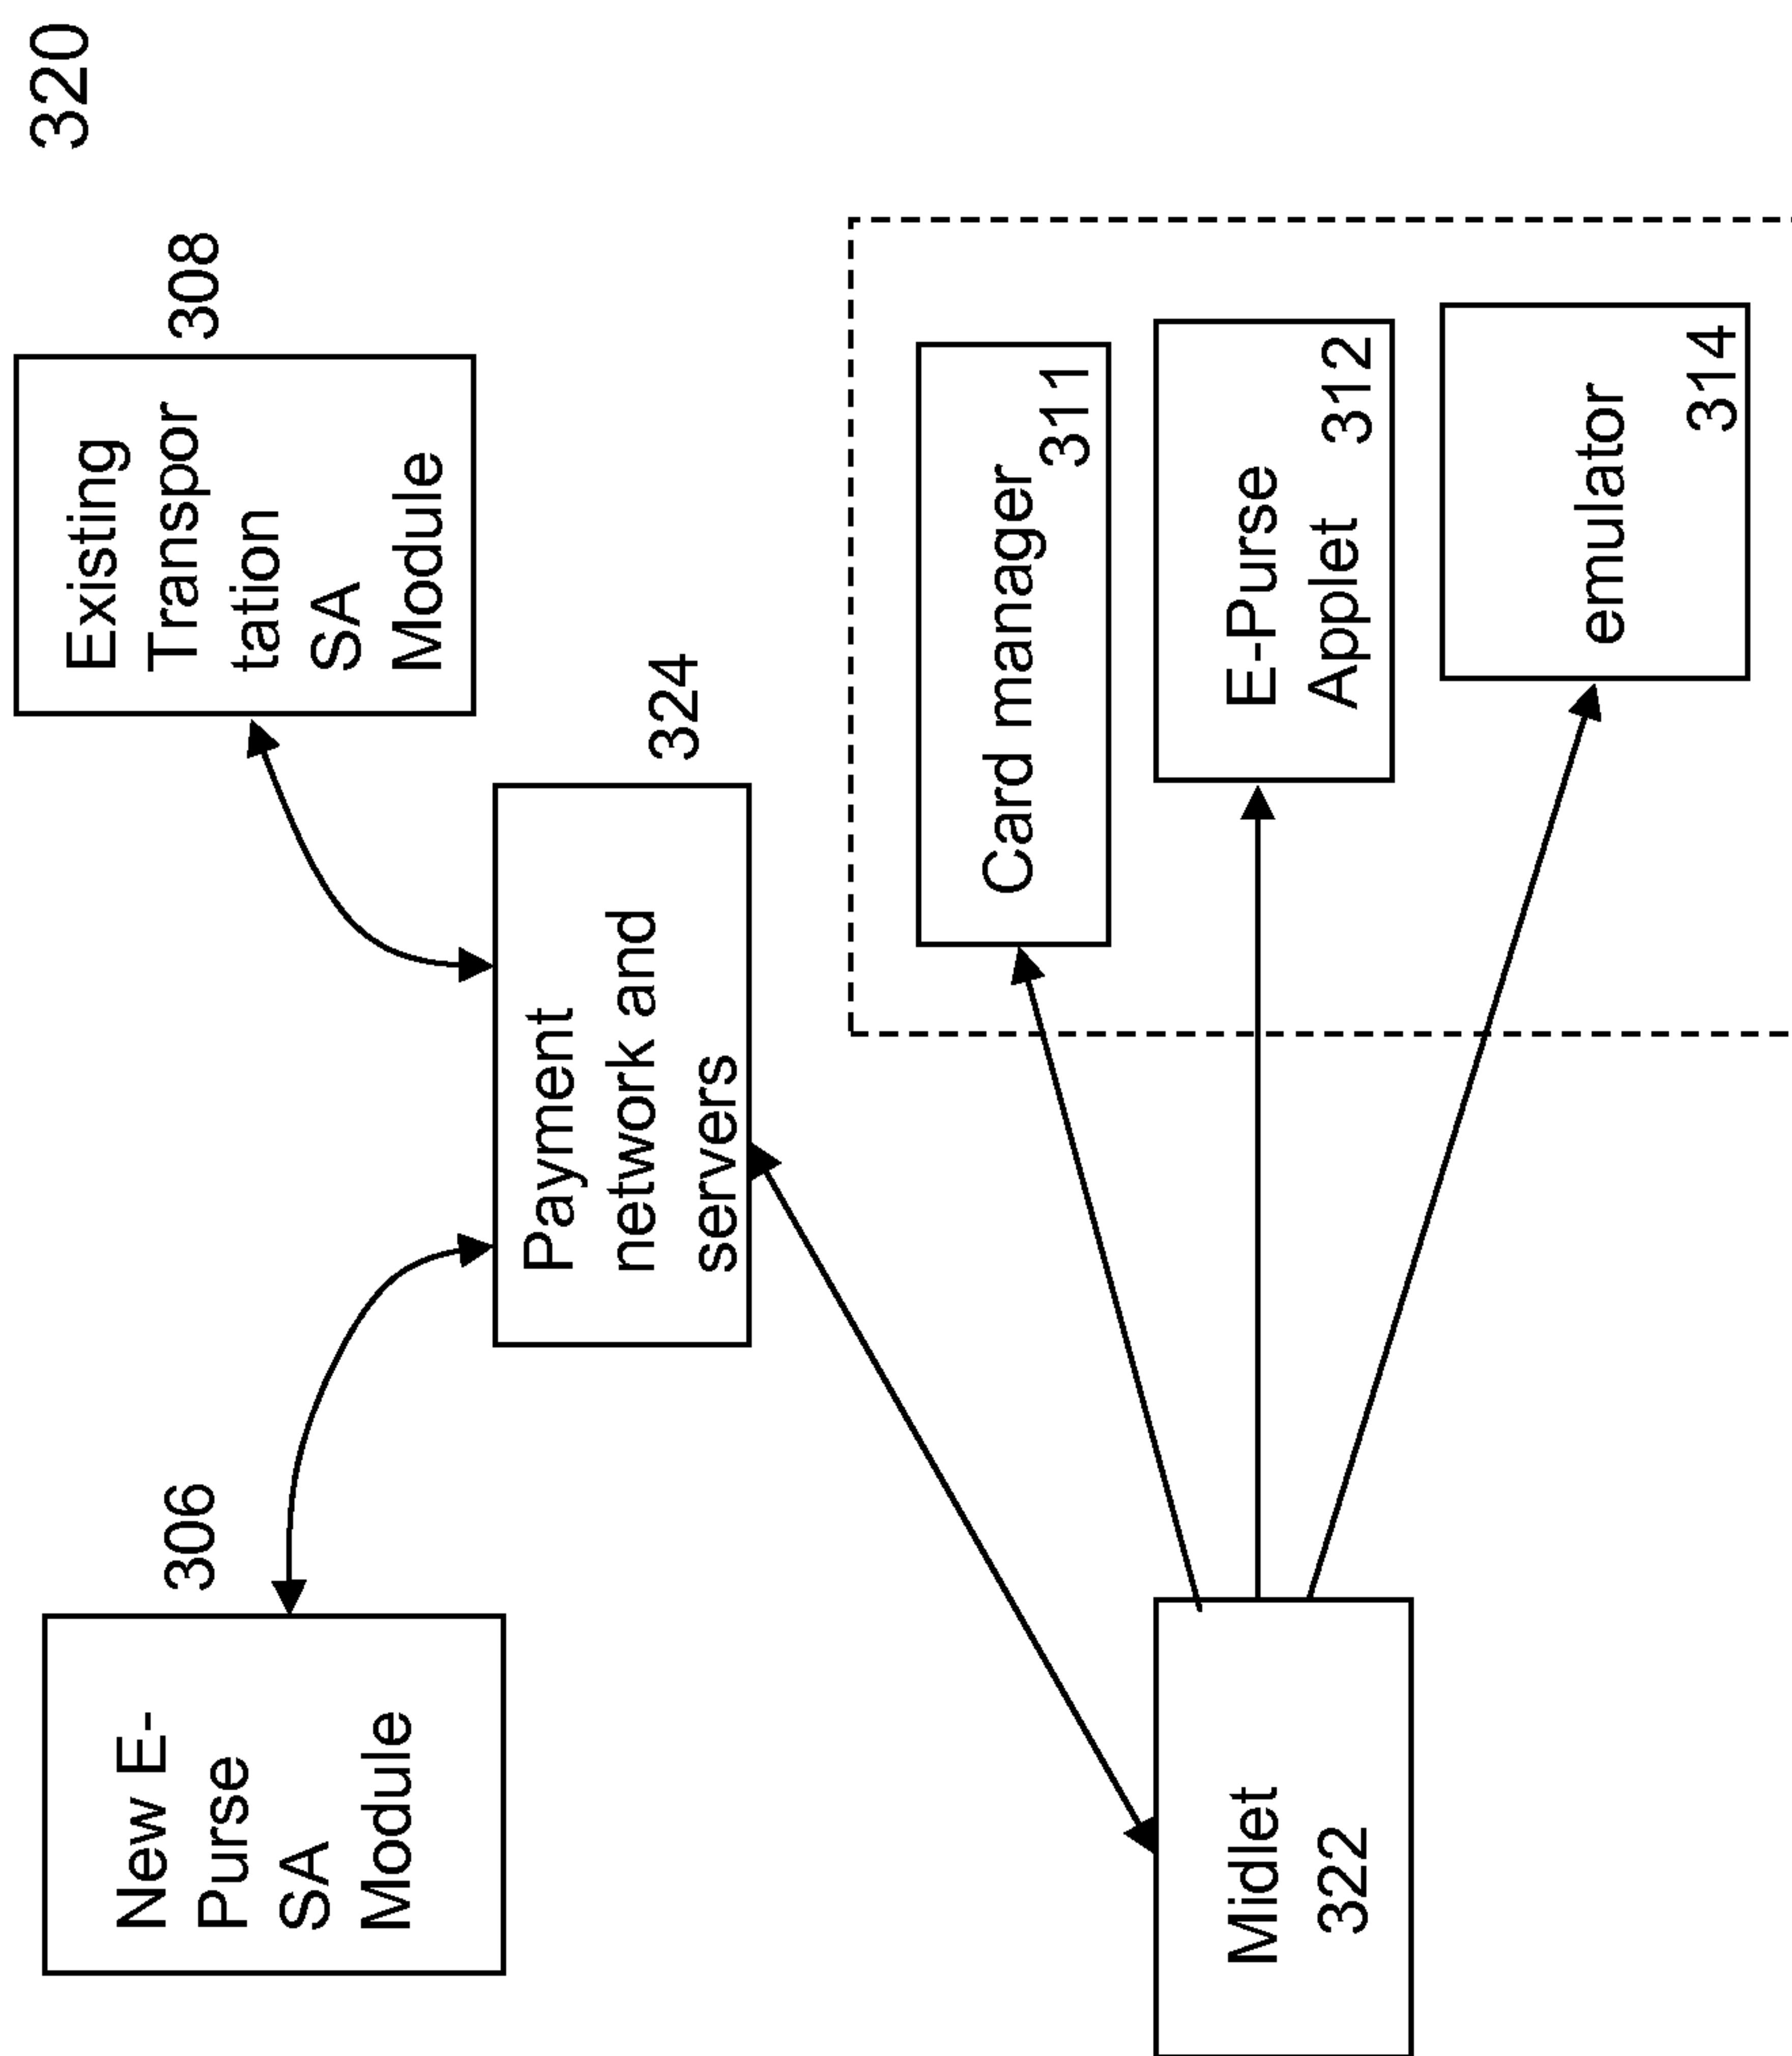 320
New E-
Purse
SA
Module
306
Existing
Transpor
tation
SA
Module
308
Payment
network and
servers
324
Card manager
311
E-Purse
Applet 312
emulator
314
Midlet
322